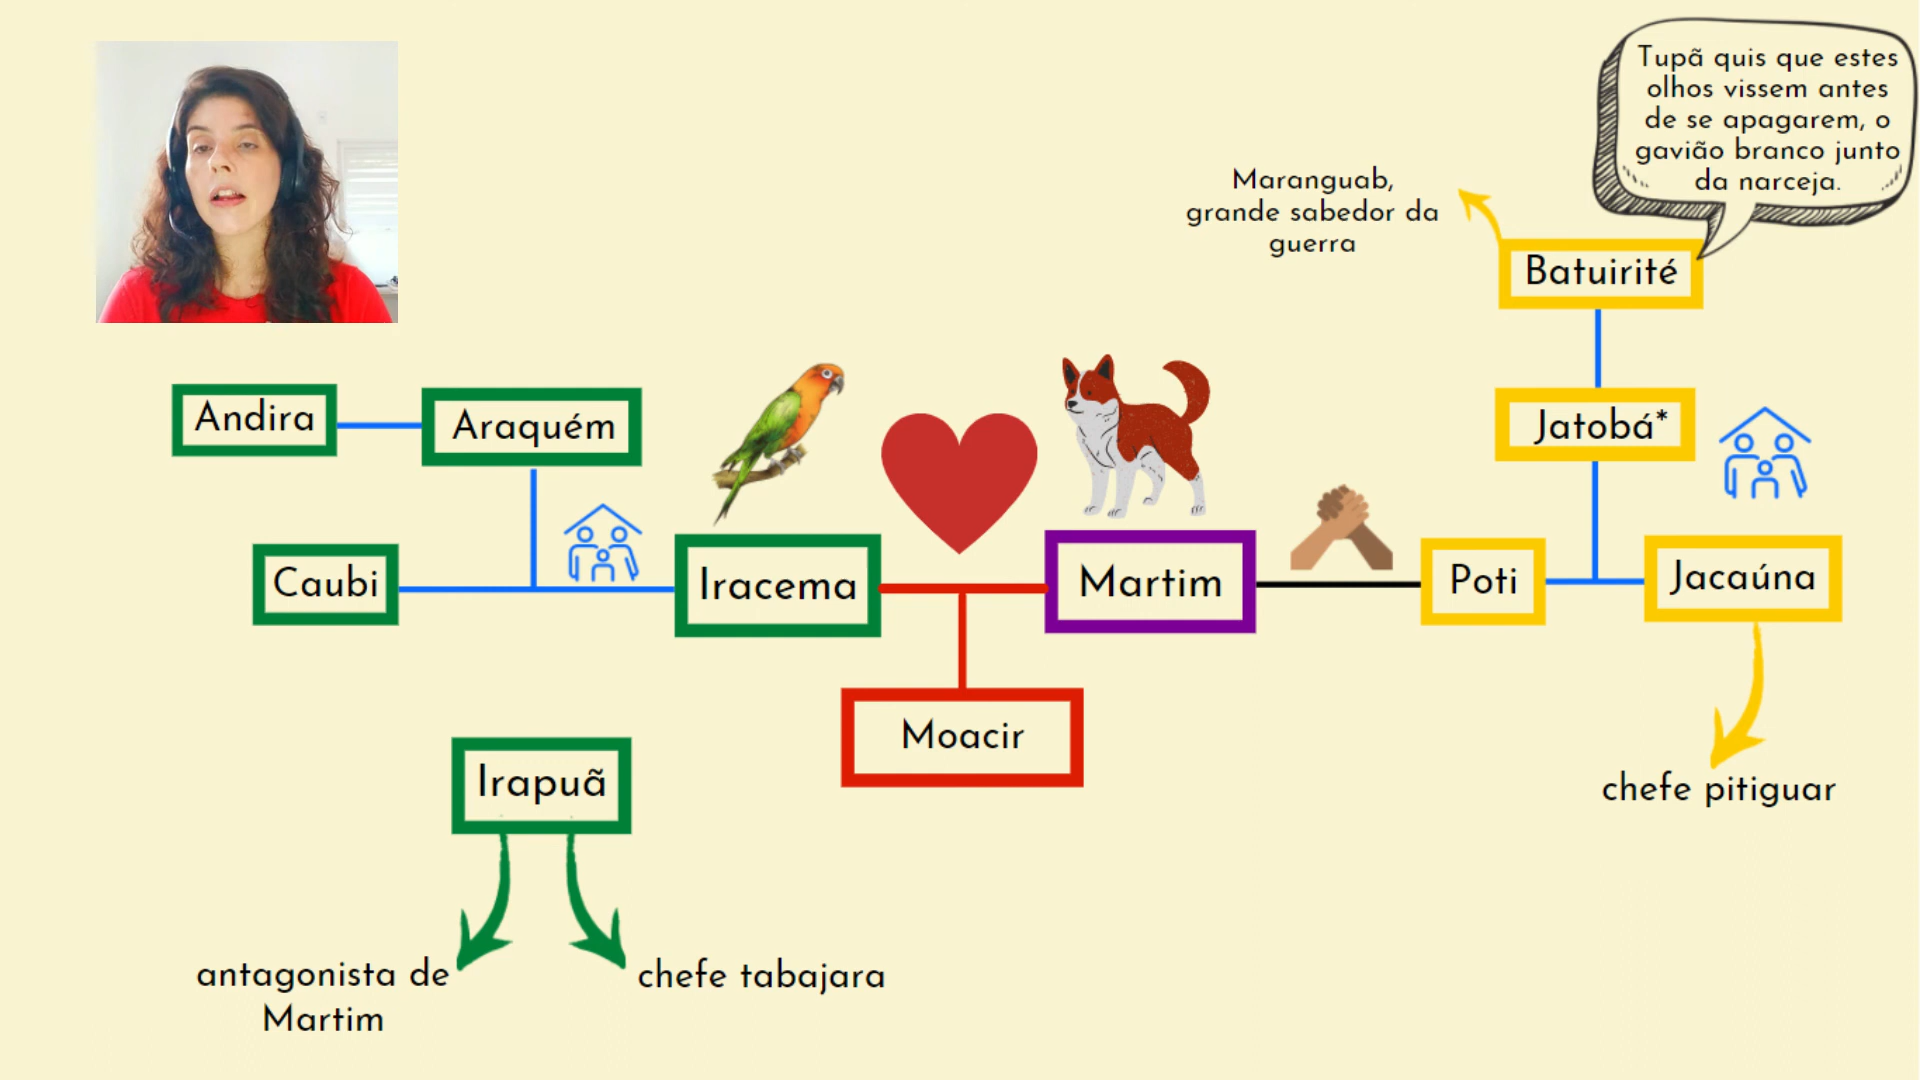 Tupã quis que estes
olhos vissem antes
de se apagarem, o
gavião branco junto
da narceja.
Maranguab,
grande sabedor da
guerra
Batuirité
Andira
Araquém
Jatobá*
Caubi
Iracema
Martim
Poti
Jacaúna
Moacir
Irapuã
chefe pitiguar
antagonista de
Martim
chefe tabajara